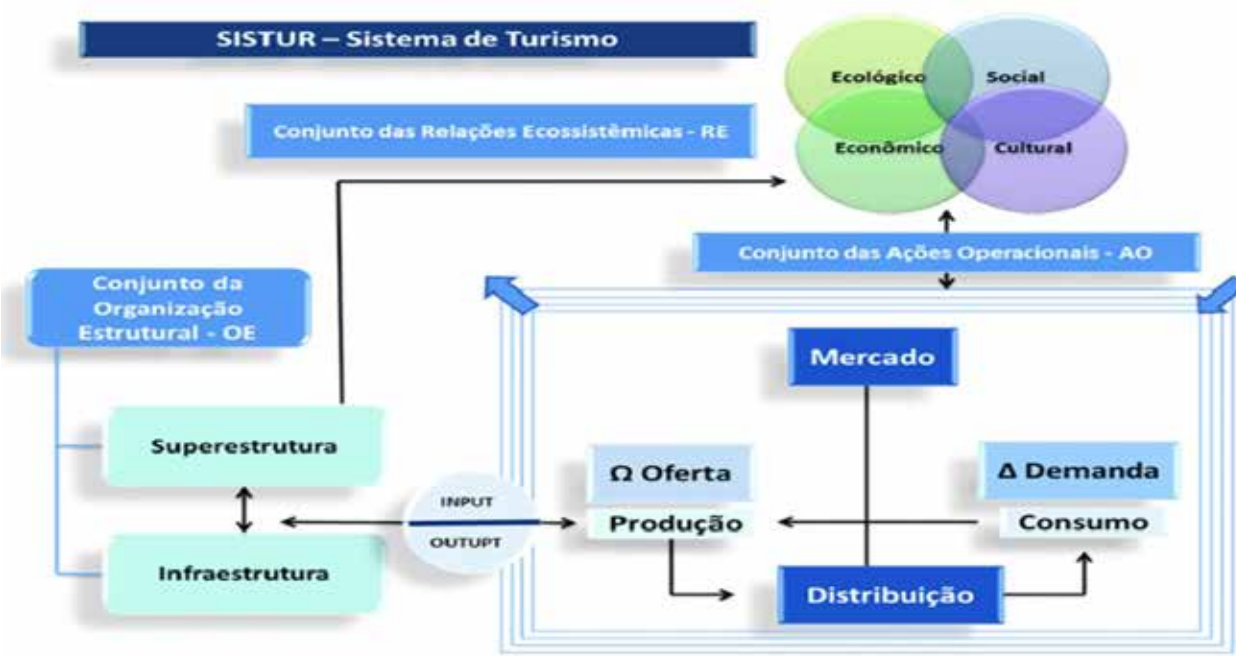 SISTUR – Sistema de Turismo
Ecológico
Social
Conjunto das Relações Ecossistêmicas - RE
Econômico
Cultural
Conjunto das Ações Operacionais - AO
Conjunto da
Organização
Estrutural - OE
Mercado
Superestrutura
Ω Oferta
Δ Demanda
INPUT
Produção
Consumo
OUTUPT
Infraestrutura
Distribuição